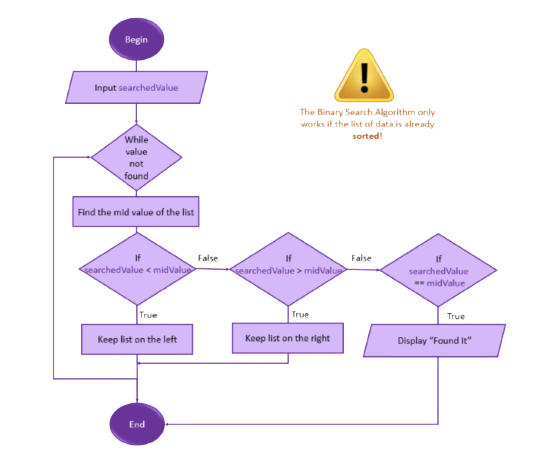 Begin
Input searchedValue
The Binary Search Algorithm only
works if the list of data is already
sorted!
While
value
not
found
Find the mid value of the list
If
searchedValue < midValue
False
If
searchedValue > midValue
False
If
searchedValue
== midValue
True
True
True
Keep list on the left
Keep list on the right
Display “Found It”
End